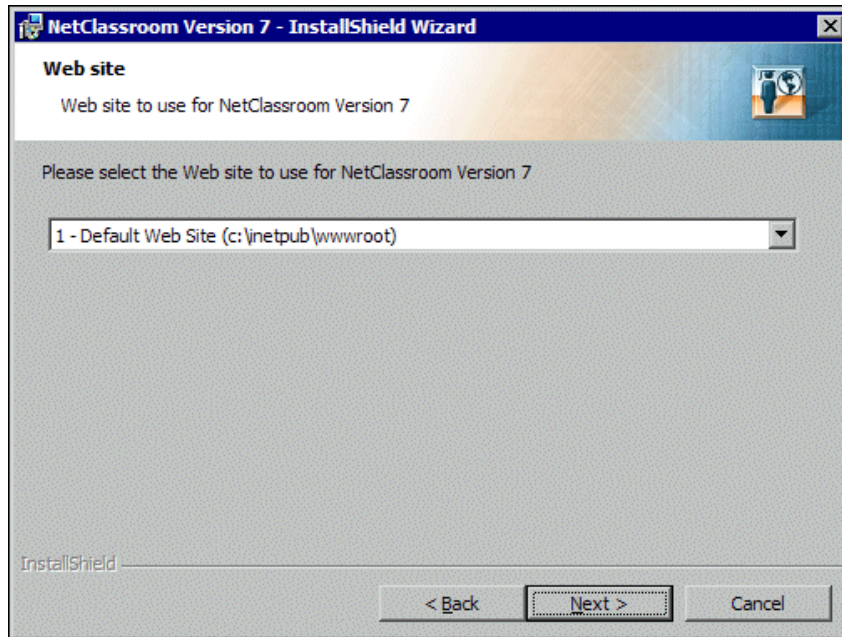 NetClassroom Version 7 - InstallShield Wizard
Web site
Web site to use for NetClassroom Version 7
Please select the Web site to use for NetClassroom Version 7
1 - Default Web Site (c:\inetpub\wwwroot)
InstallShield
< Back Next > Cancel